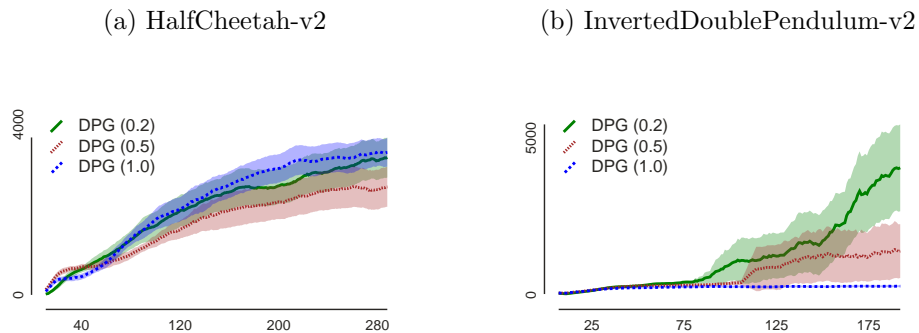 (a) HalfCheetah-v2
4000
0
DPG (0.2)
DPG (0.5)
DPG (1.0)
40 120 200 280
(b) InvertedDoublePendulum-v2
5000
0
DPG (0.2)
DPG (0.5)
DPG (1.0)
25 75 125 175